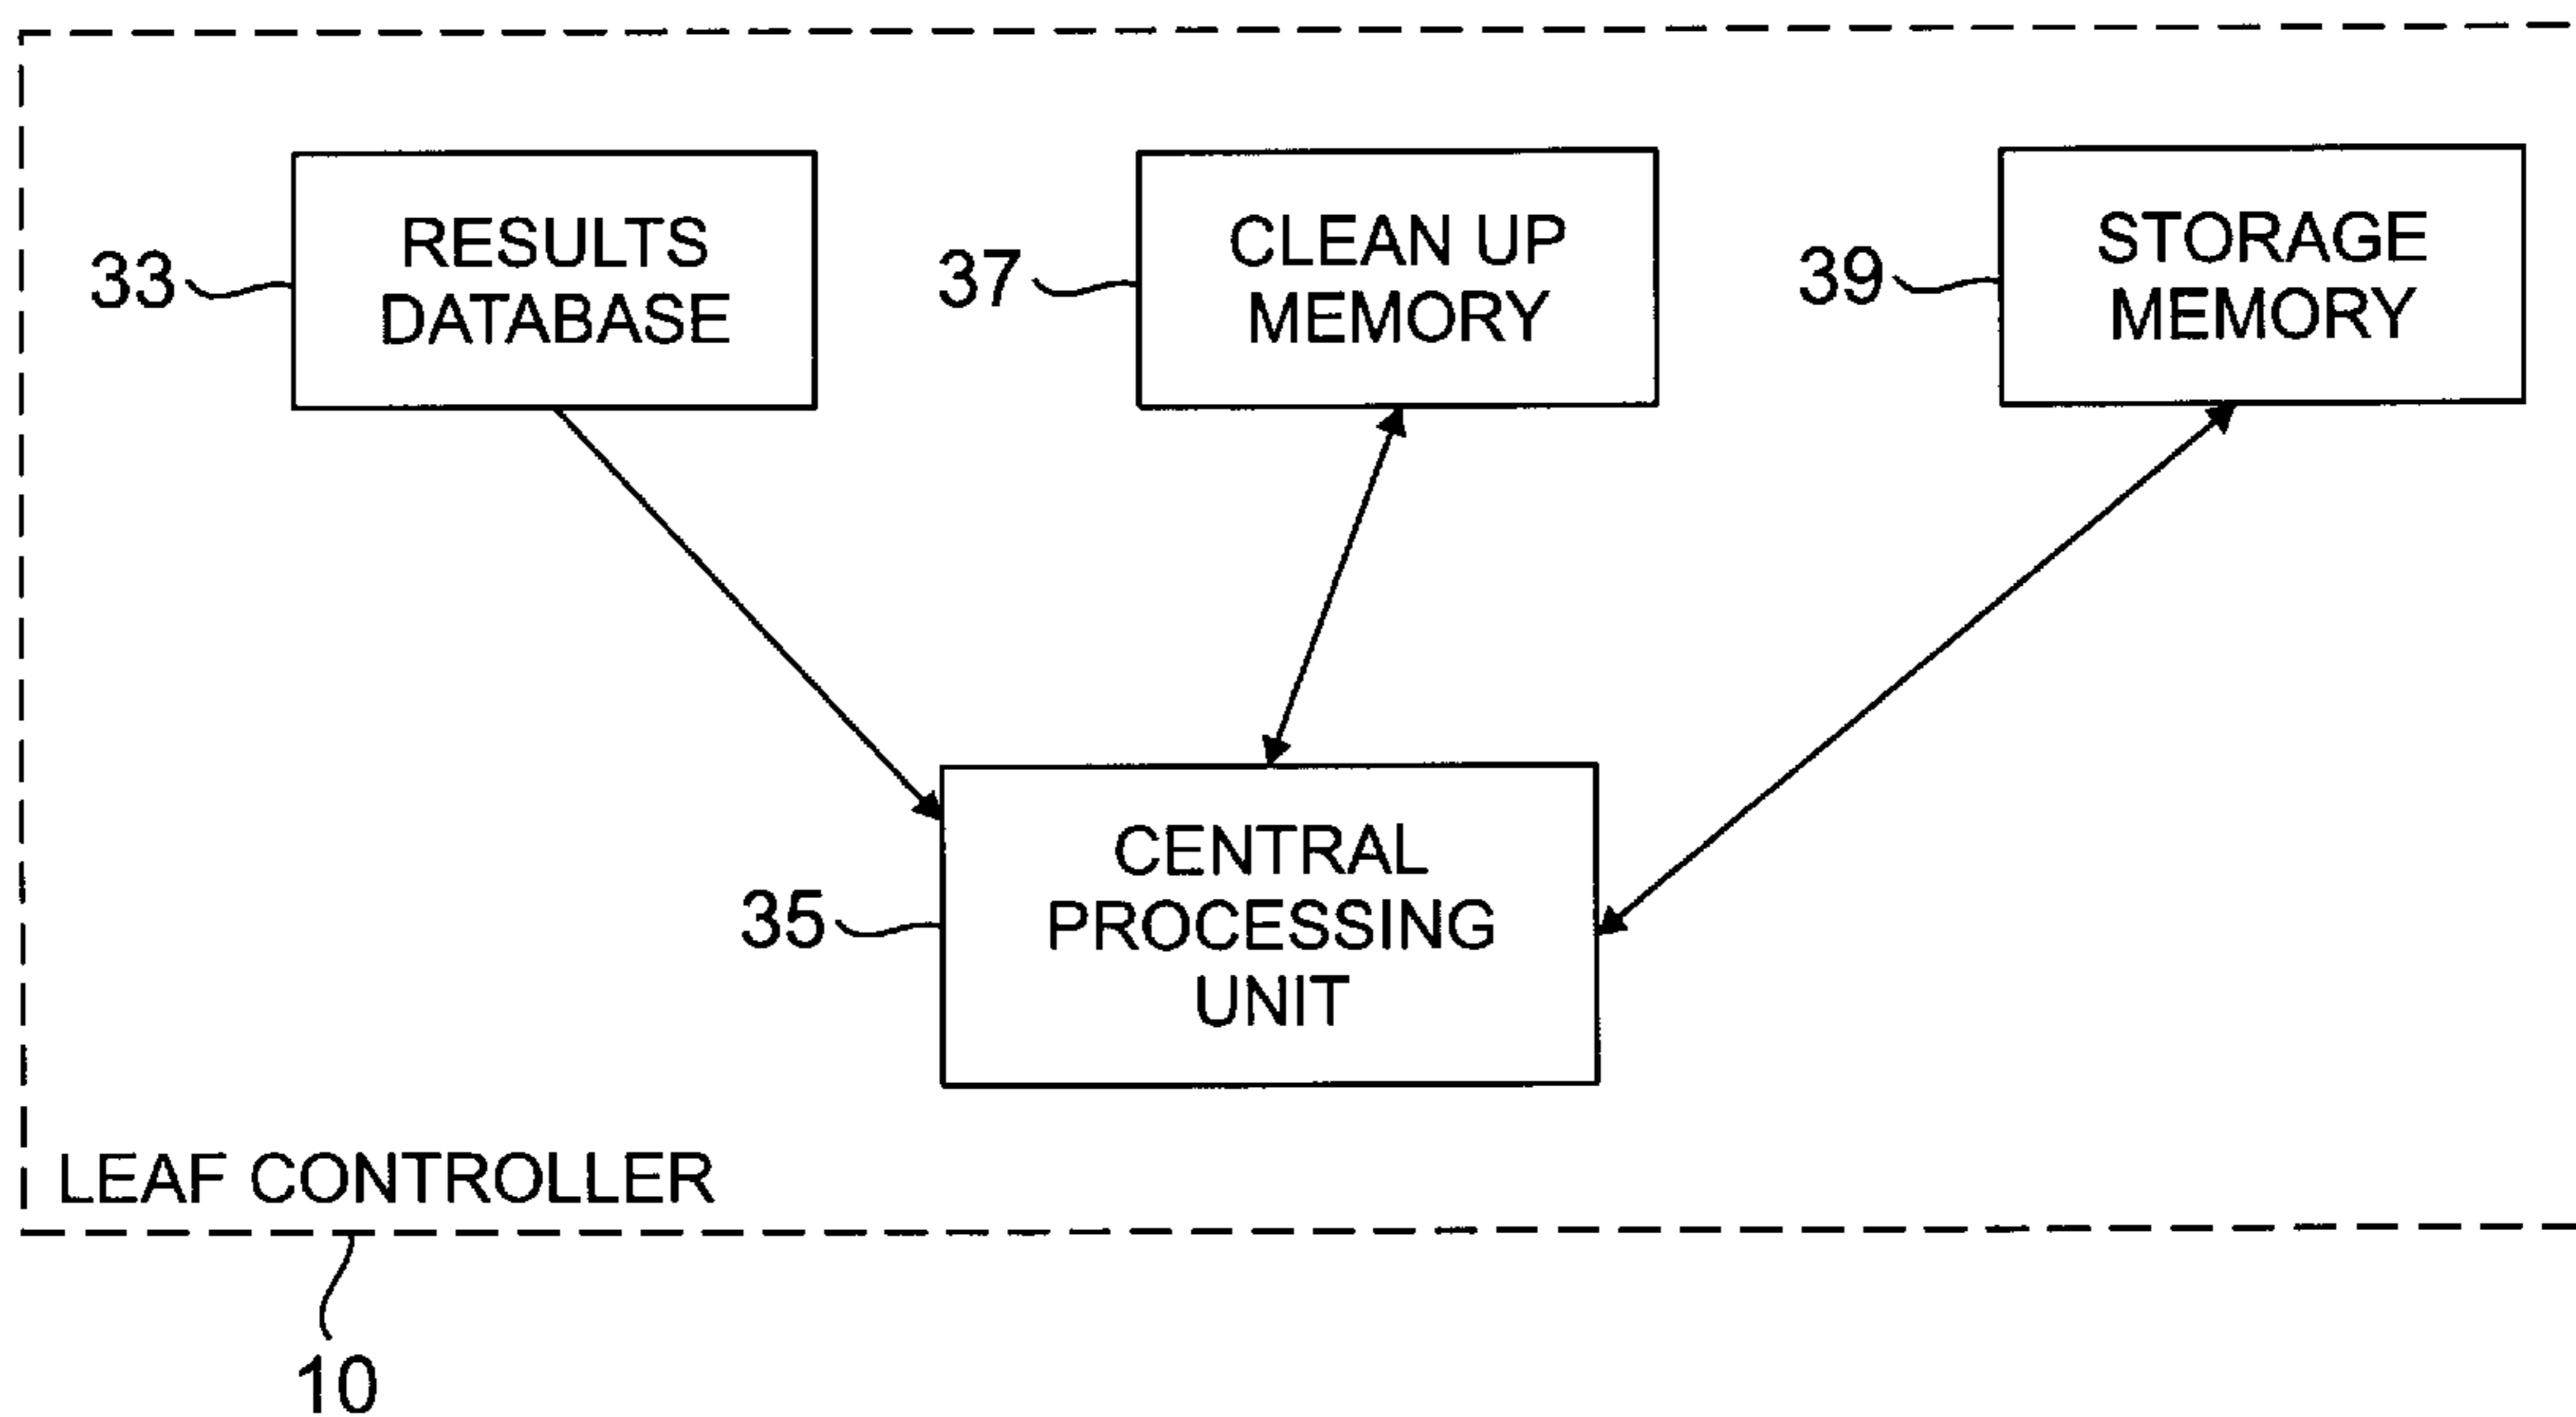 33
RESULTS
DATABASE
37
CLEAN UP
MEMORY
39
STORAGE
MEMORY
35
CENTRAL
PROCESSING
UNIT
LEAF CONTROLLER
10